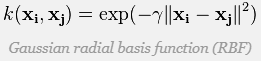 k(𝐱ᵢ, 𝐱ⱼ) = exp(−γ‖𝐱ᵢ − 𝐱ⱼ‖²)
Gaussian radial basis function (RBF)